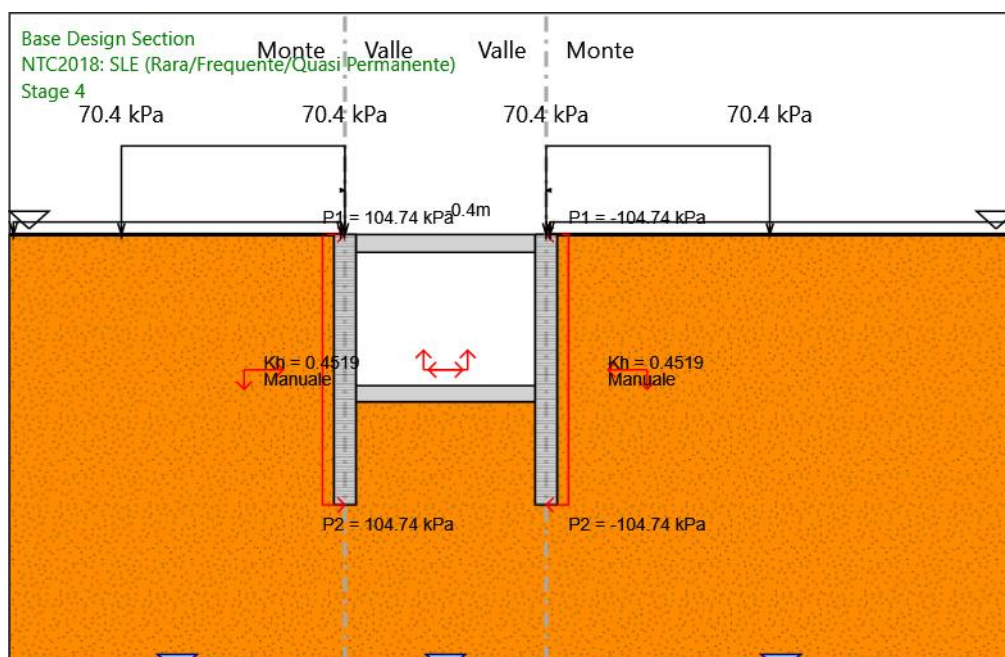 Base Design Section
NTC2018: SLE (Rara/Frequente/Quasi Permanente)
Stage 4
Monte Valle Valle Monte
70.4 kPa 70.4 kPa 70.4 kPa 70.4 kPa
P1 = 104.74 kPa 0.4m P1 = -104.74 kPa
Kh = 0.4519 Kh = 0.4519
Manuale Manuale
P2 = 104.74 kPa P2 = -104.74 kPa